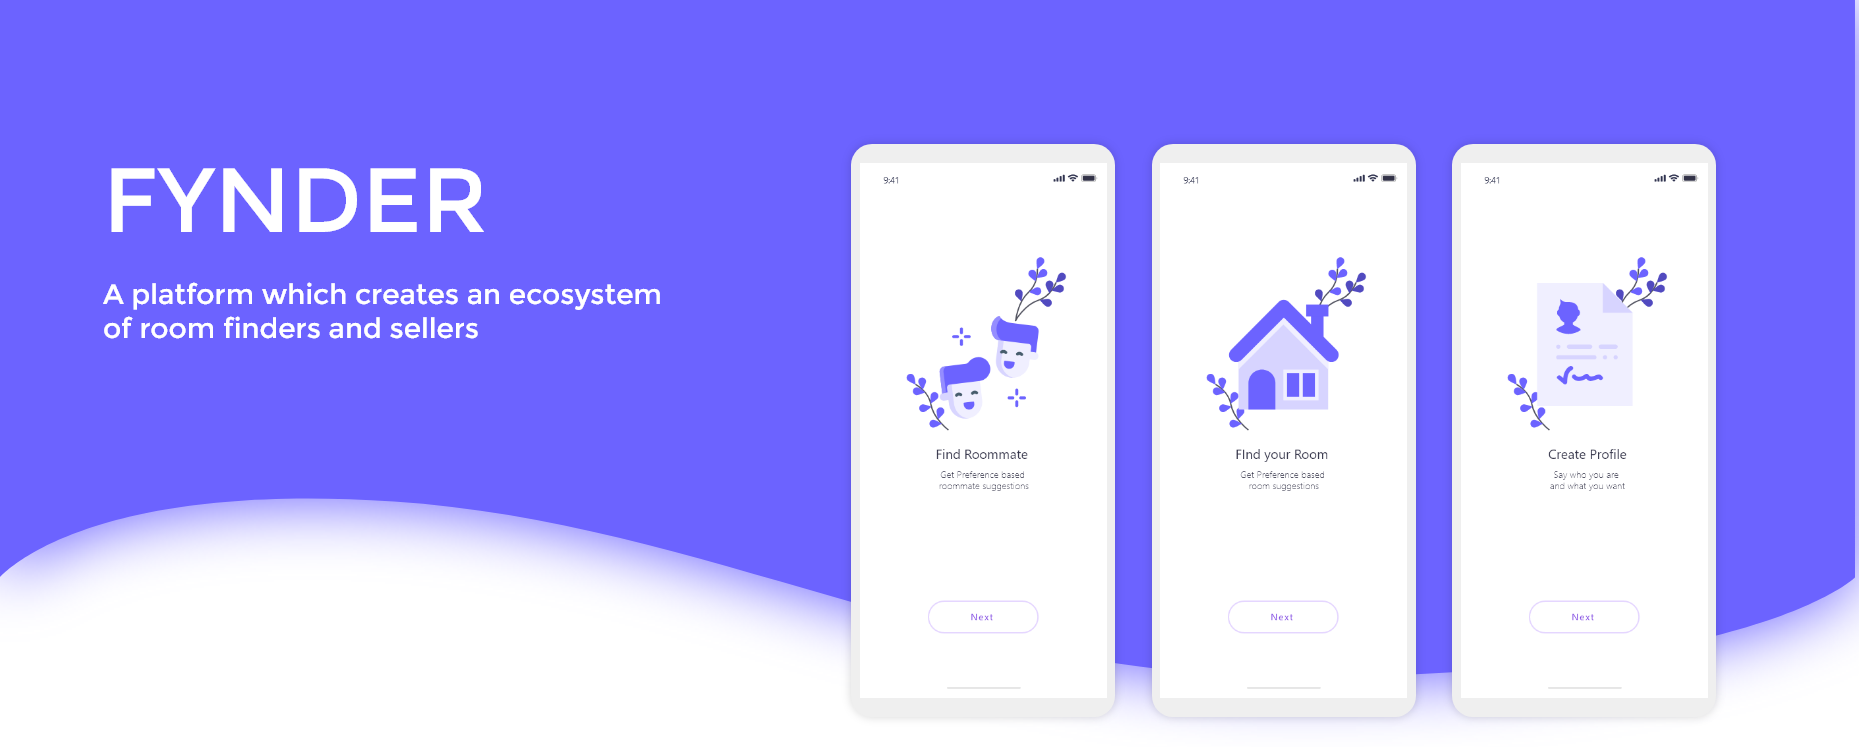 FYNDER
A platform which creates an ecosystem
of room finders and sellers
9:41
Find Roommate
Get Preference based
roommate suggestions
Next
9:41
FInd your Room
Get Preference based
room suggestions
Next
9:41
Create Profile
Say who you are
and what you want
Next